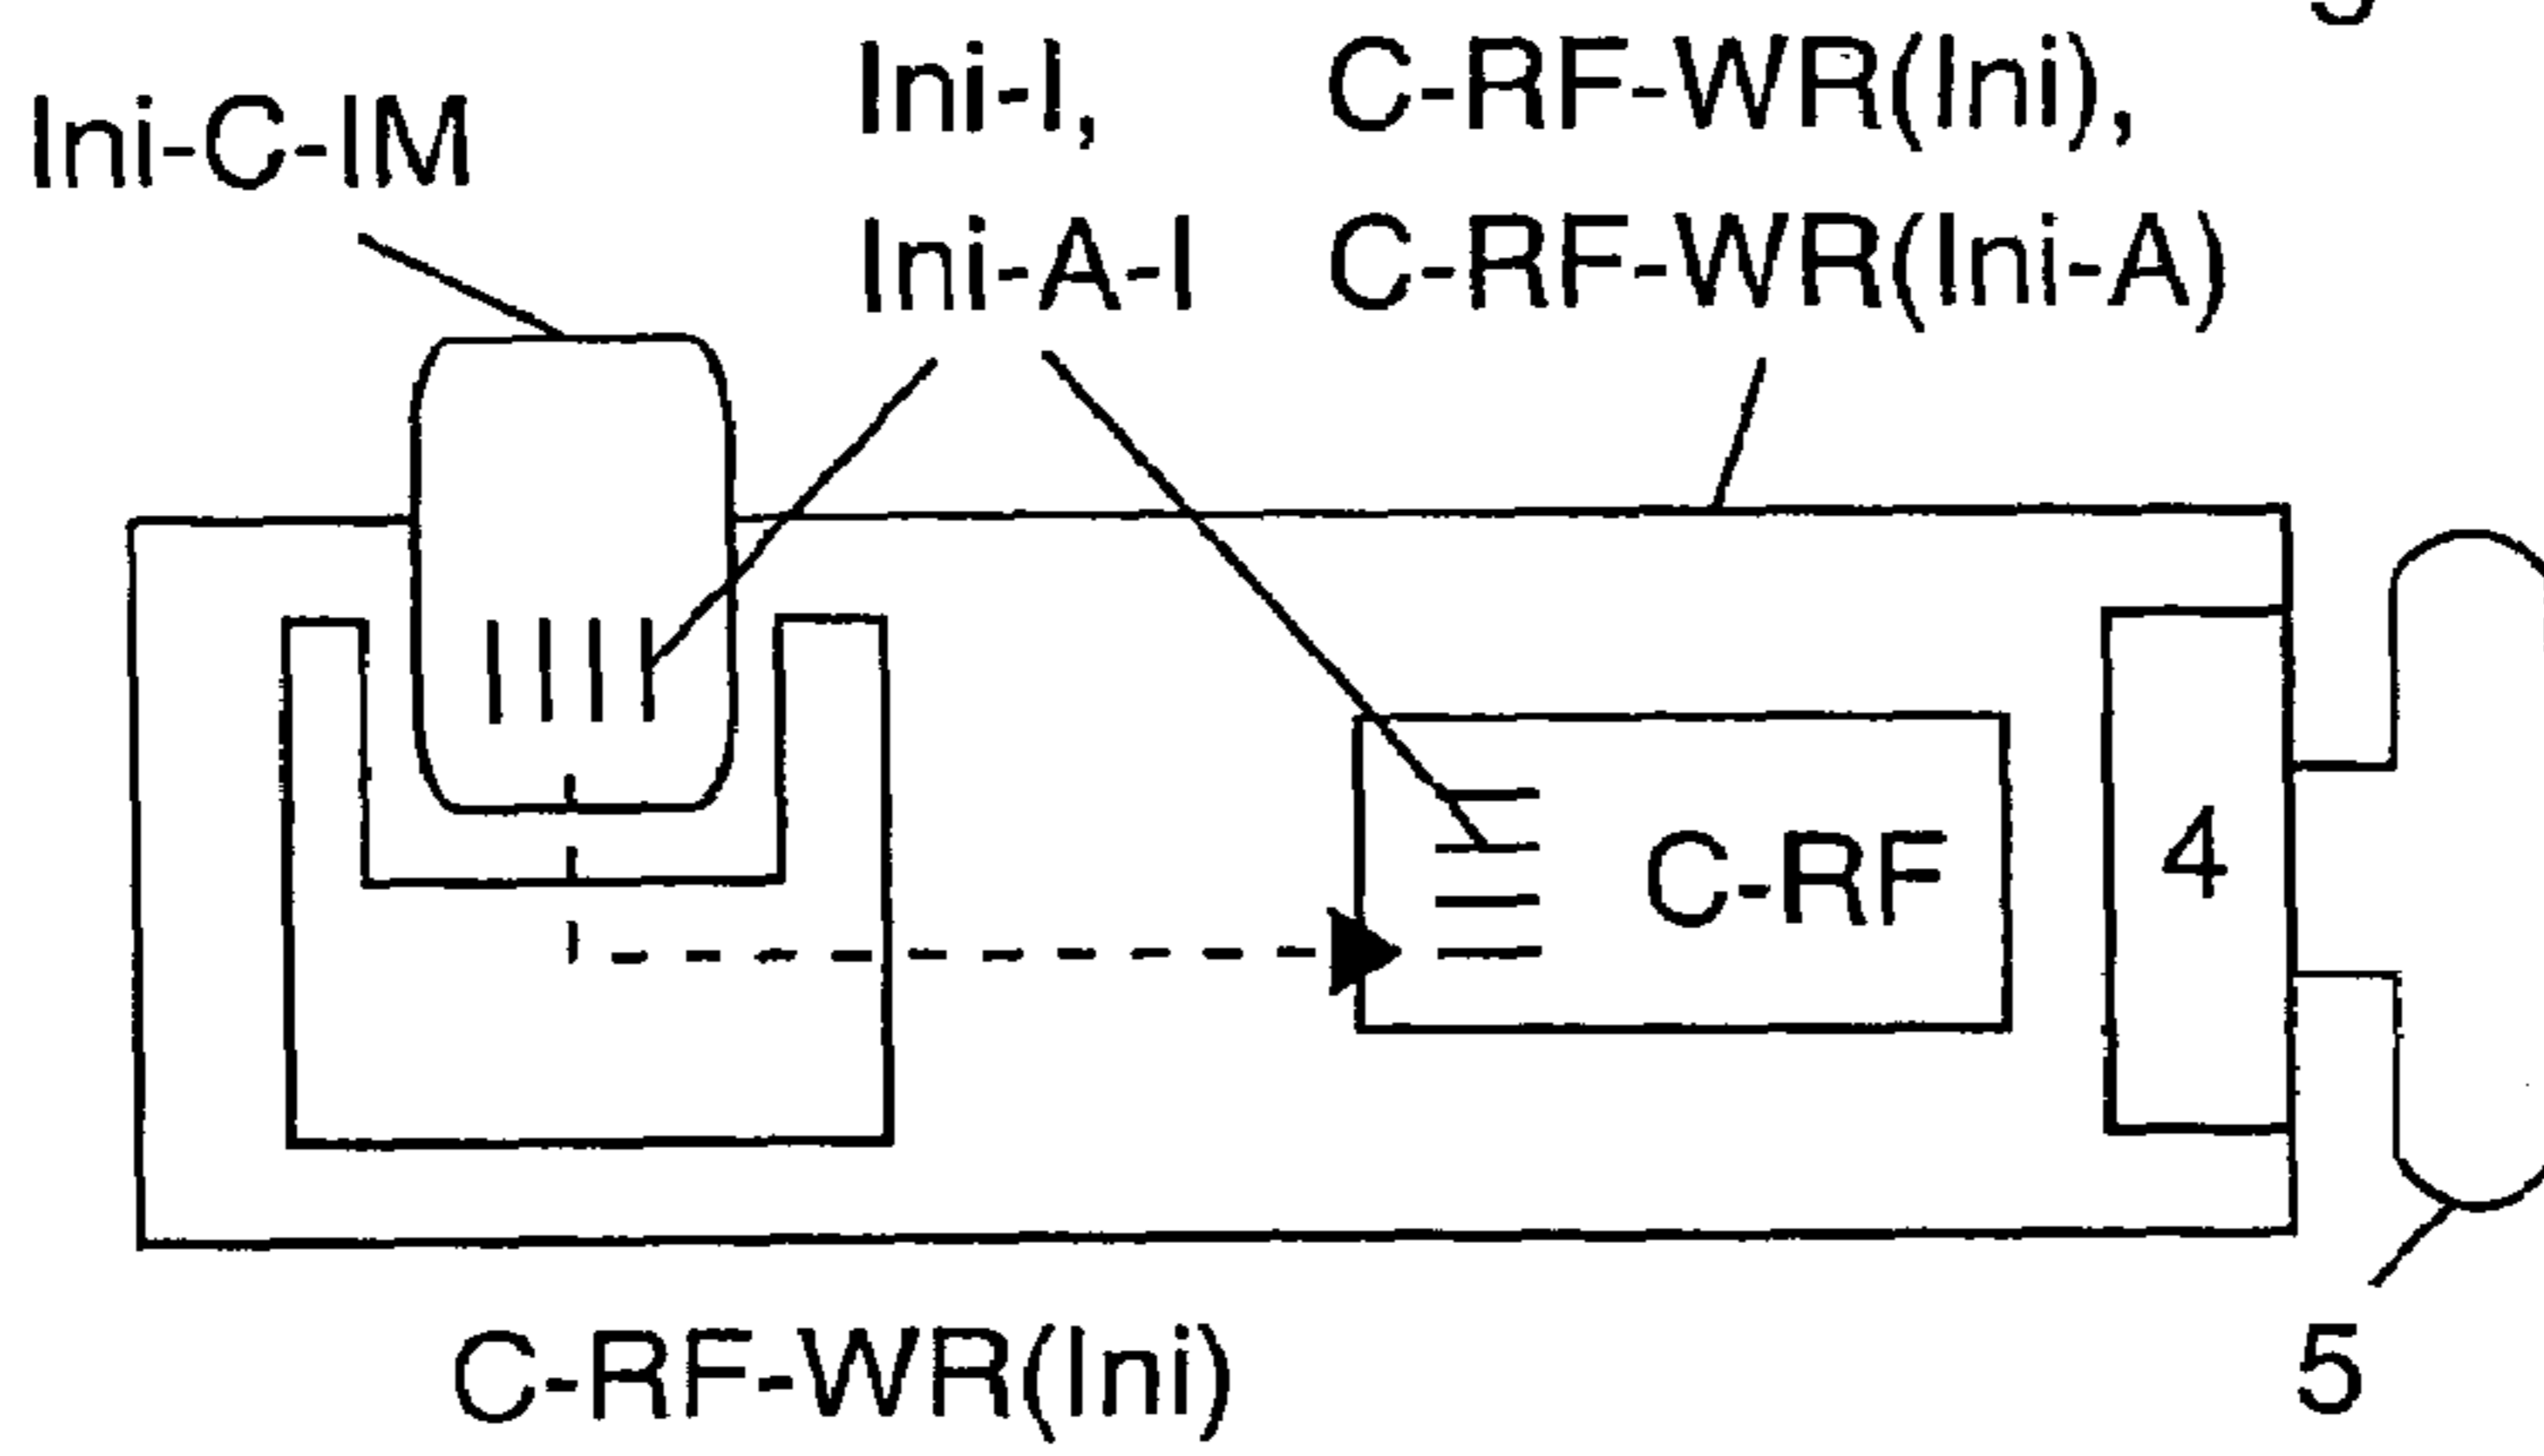 Ini-C-IM
Ini-I,
Ini-A-I
C-RF-WR(Ini),
C-RF-WR(Ini-A)
C-RF
4
C-RF-WR(Ini)
5